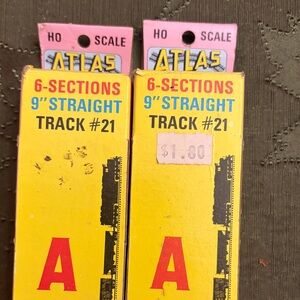 HO SCALE
ATLAS
6-SECTIONS
9" STRAIGHT
TRACK #21
A
HO SCALE
ATLAS
6-SECTIONS
9" STRAIGHT
TRACK #21
$1.80
A